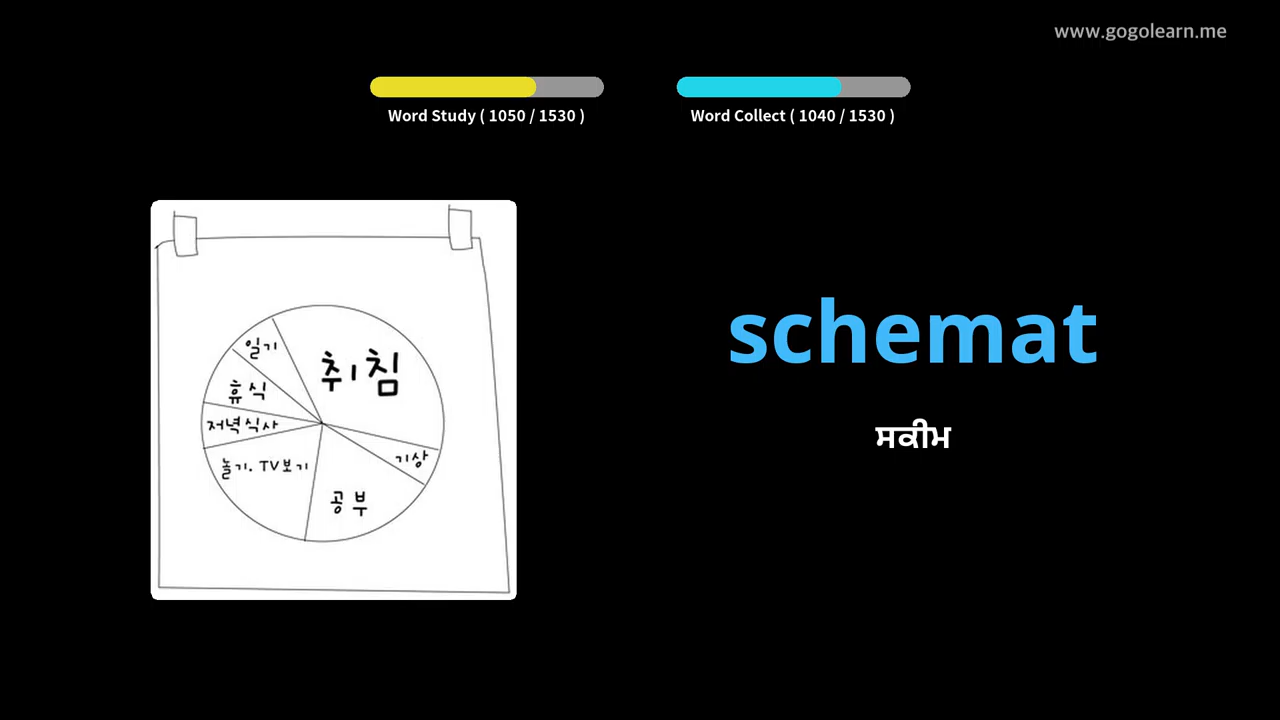 www.gogolearn.me
Word Study ( 1050 / 1530 )
Word Collect ( 1040 / 1530 )
일기
취침
휴식
저녁식사
기상
놀기. TV보기
공부
schemat
ਸਕੀਮ